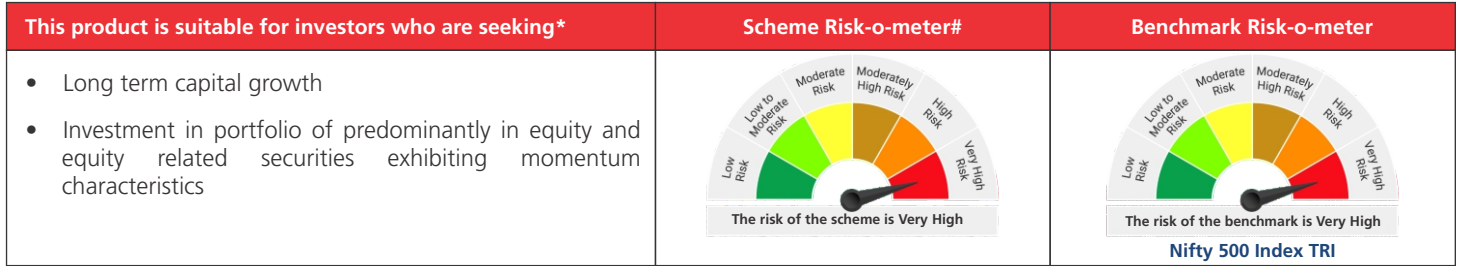 This product is suitable for investors who are seeking*
Scheme Risk-o-meter#
Benchmark Risk-o-meter
• Long term capital growth
• Investment in portfolio of predominantly in equity and
equity related securities exhibiting momentum
characteristics
Low
Risk
Low to
Moderate
Risk
Moderate
Risk
Moderately
High Risk
High
Risk
Very High
Risk
The risk of the scheme is Very High
Low
Risk
Low to
Moderate
Risk
Moderate
Risk
Moderately
High Risk
High
Risk
Very High
Risk
The risk of the benchmark is Very High
Nifty 500 Index TRI